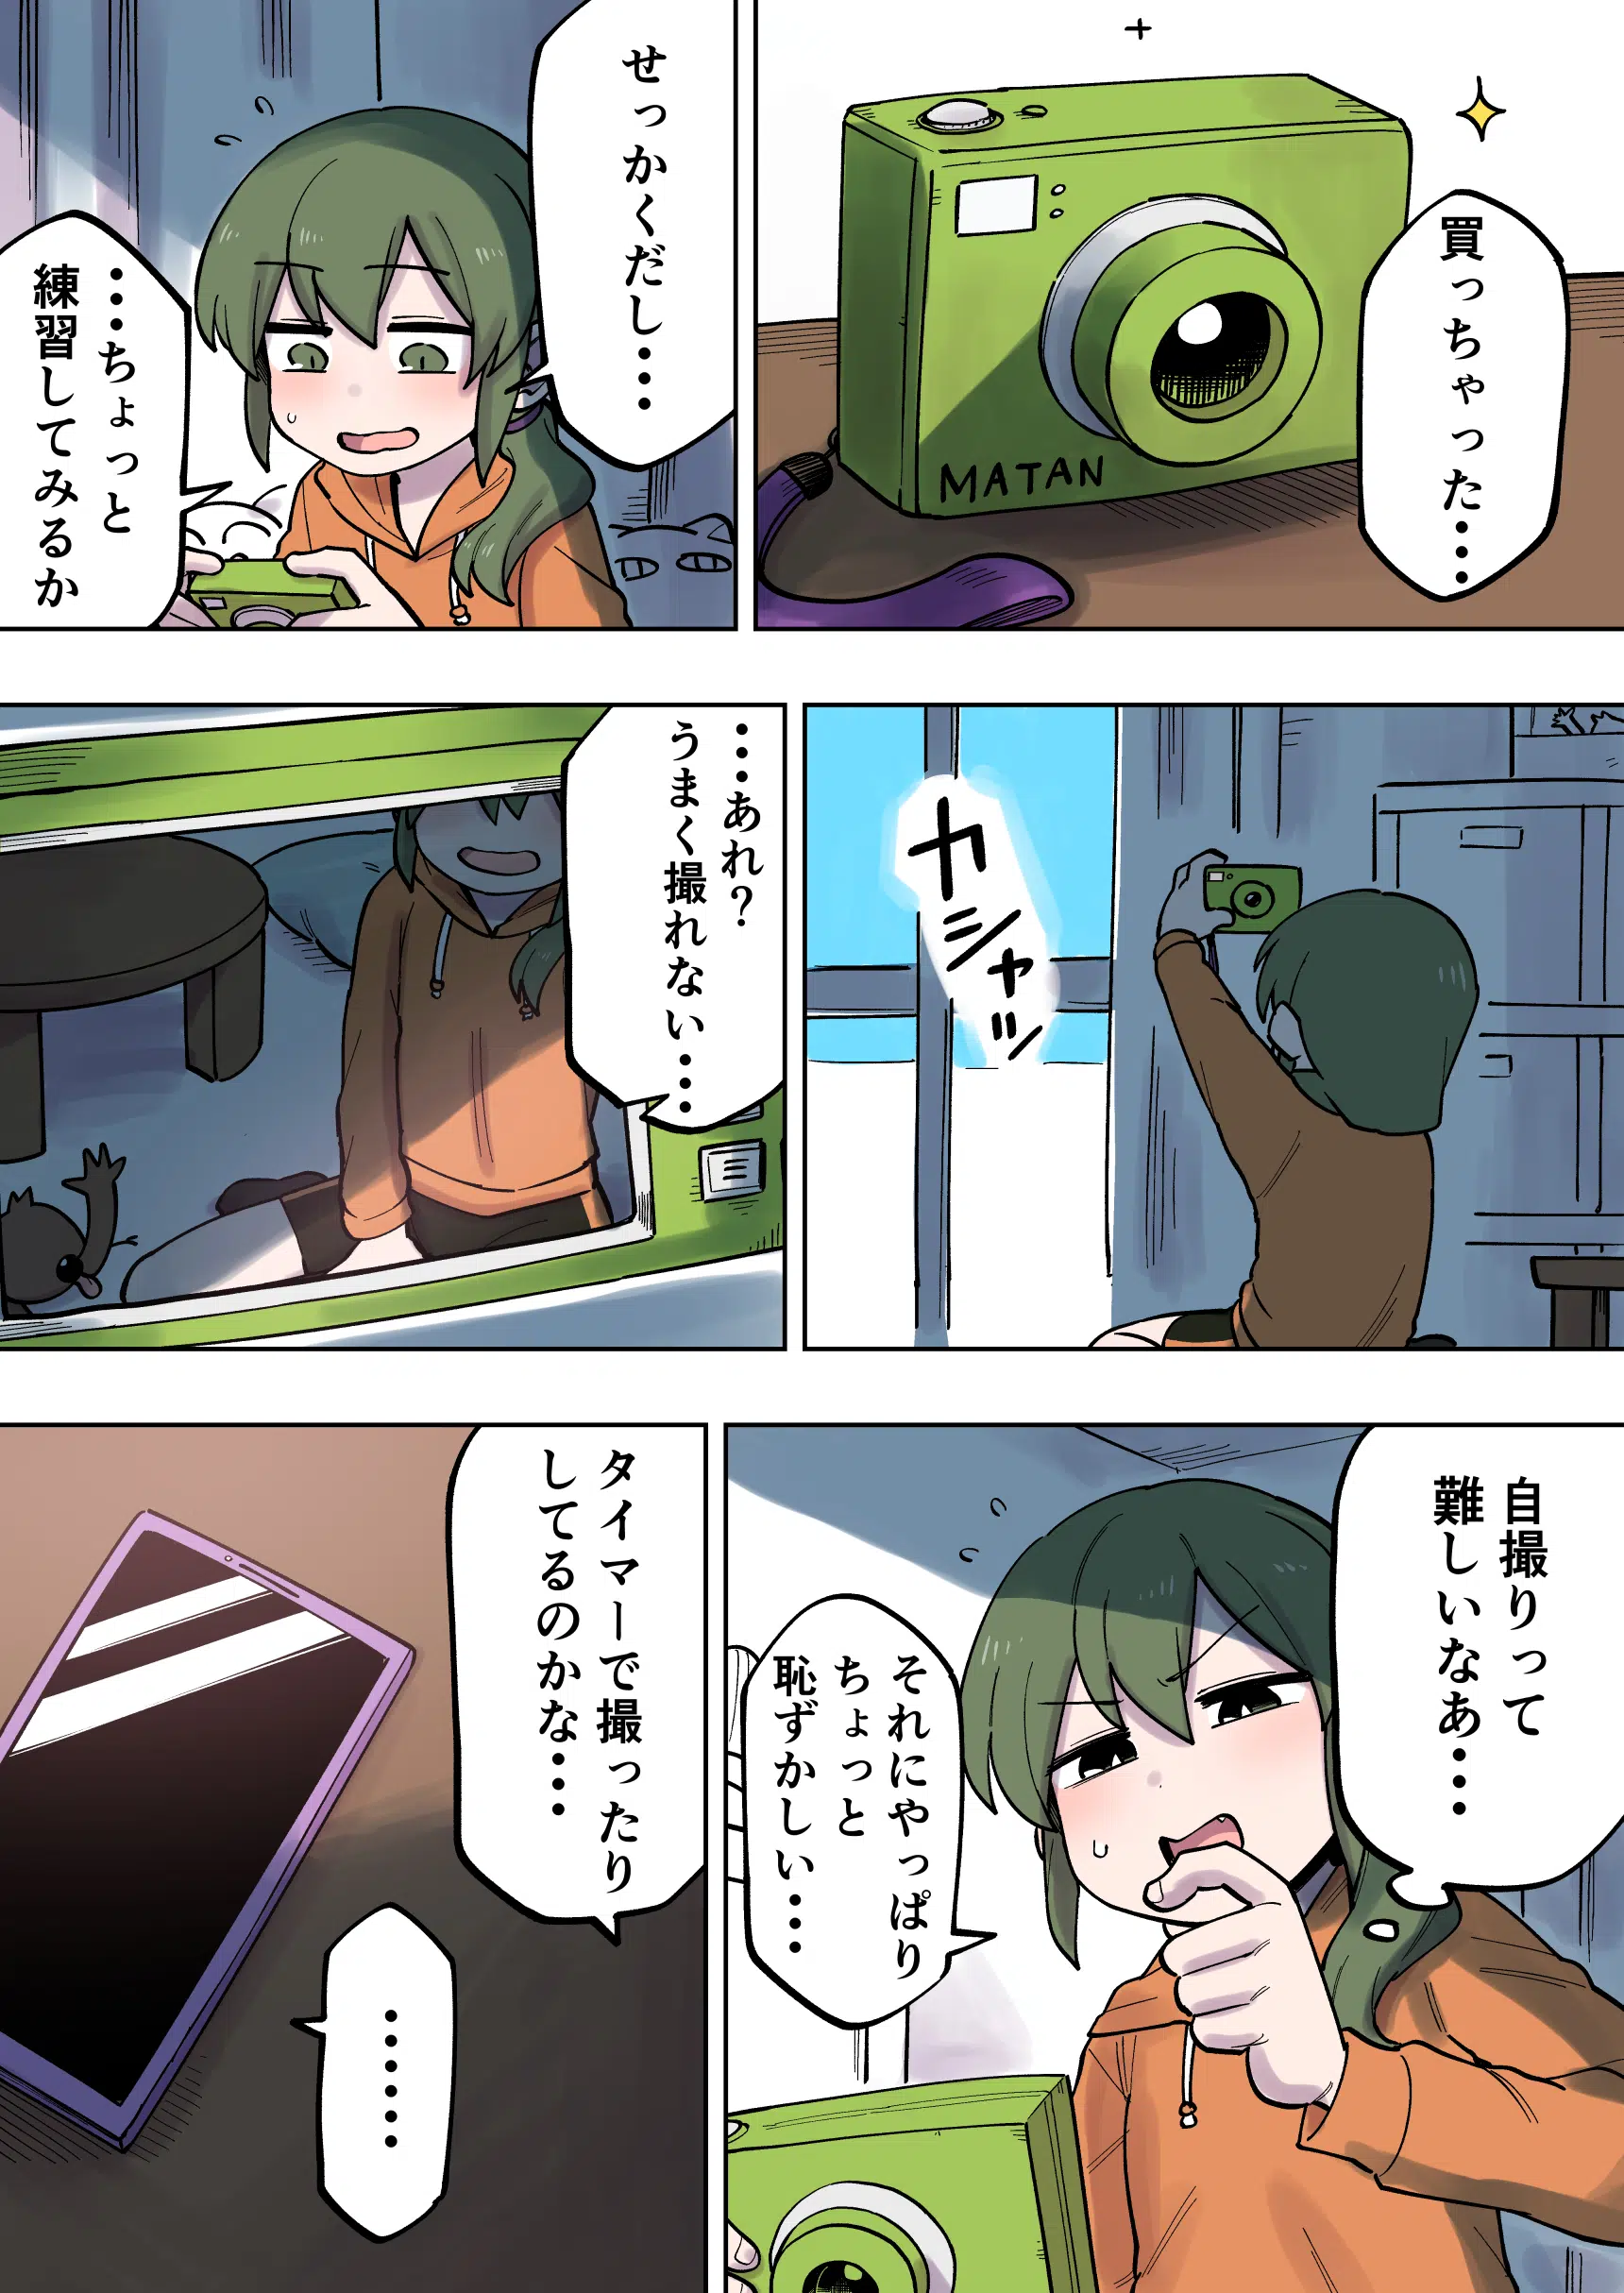 買っちゃった・・・
MATAN
せっかくだし・・・
・・・ちょっと
練習してみるか
カシャッ
・・・あれ？
うまく撮れない・・・
自撮りって
難しいなあ・・・
それにやっぱり
ちょっと
恥ずかしい・・・
タイマーで撮ったり
してるのかな・・・
・・・・・・